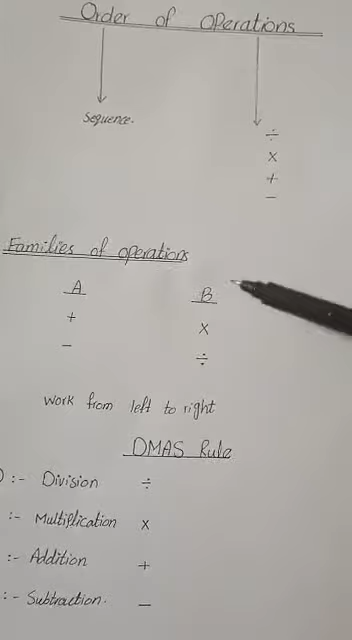 Order of Operations
Sequence.
÷
×
+
-
Families of operations
A B
+ ×
- ÷
work from left to right
DMAS Rule
:- Division ÷
:- Multiplication ×
:- Addition +
:- Subtraction. -